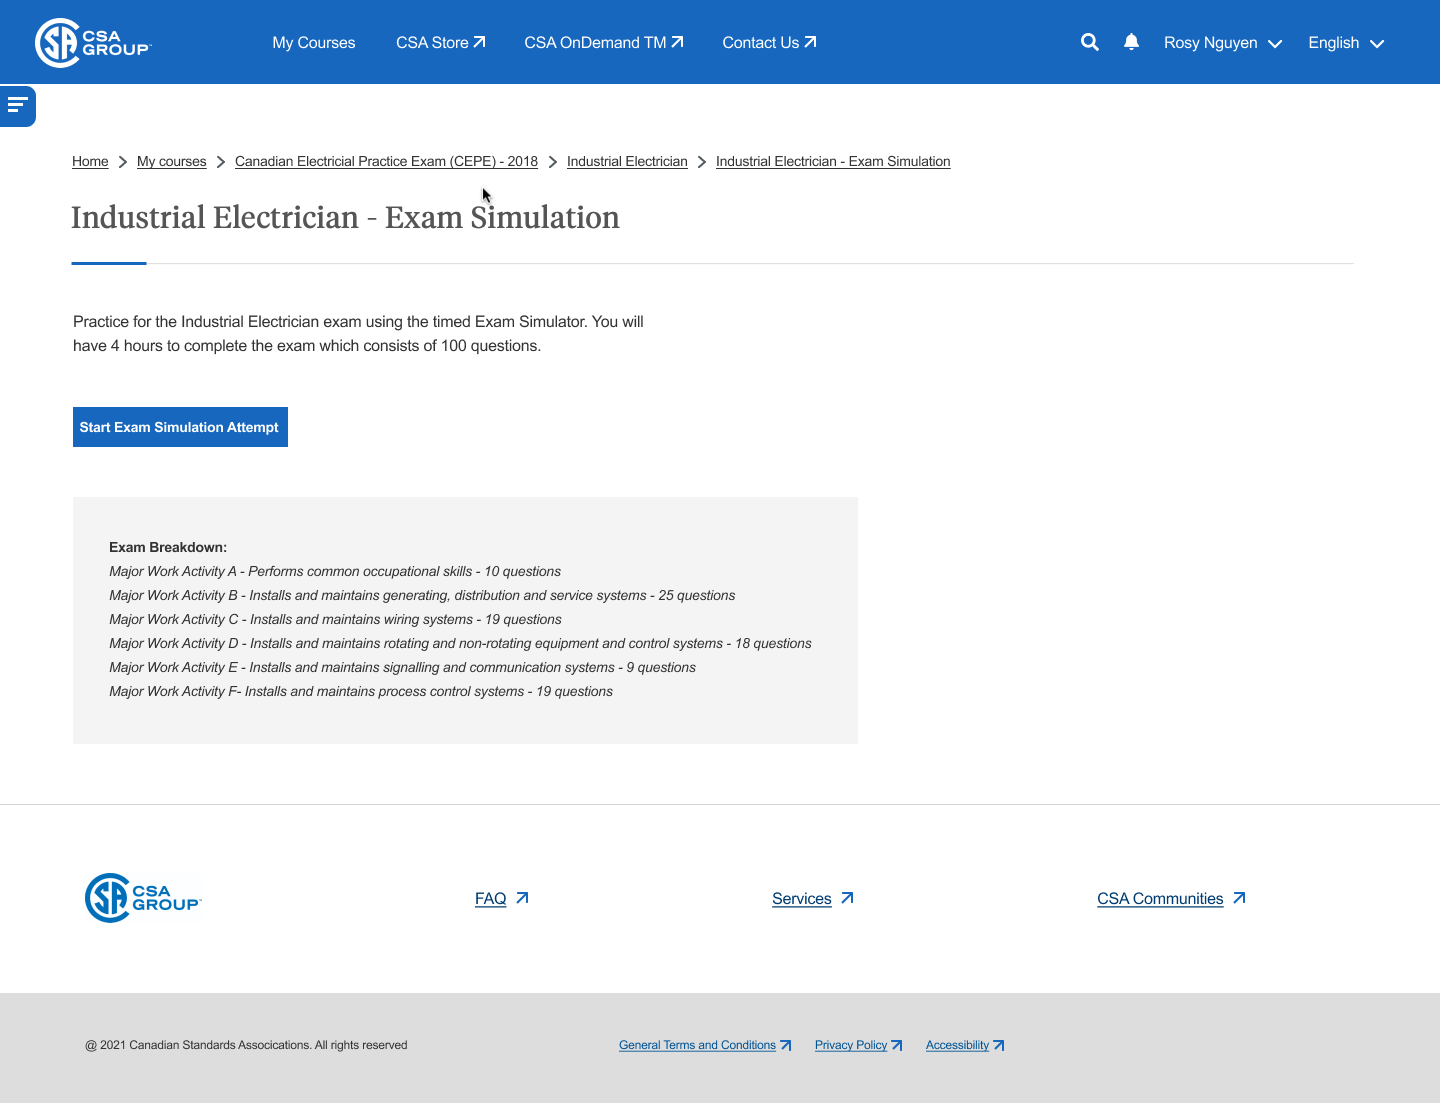 CSA GROUP™
My Courses
CSA Store
CSA OnDemand TM
Contact Us
Rosy Nguyen
English
Home > My courses > Canadian Electricial Practice Exam (CEPE) - 2018 > Industrial Electrician > Industrial Electrician - Exam Simulation
Industrial Electrician - Exam Simulation
Practice for the Industrial Electrician exam using the timed Exam Simulator. You will
have 4 hours to complete the exam which consists of 100 questions.
Start Exam Simulation Attempt
Exam Breakdown:
Major Work Activity A - Performs common occupational skills - 10 questions
Major Work Activity B - Installs and maintains generating, distribution and service systems - 25 questions
Major Work Activity C - Installs and maintains wiring systems - 19 questions
Major Work Activity D - Installs and maintains rotating and non-rotating equipment and control systems - 18 questions
Major Work Activity E - Installs and maintains signalling and communication systems - 9 questions
Major Work Activity F- Installs and maintains process control systems - 19 questions
CSA GROUP™
FAQ
Services
CSA Communities
@ 2021 Canadian Standards Assocications. All rights reserved
General Terms and Conditions
Privacy Policy
Accessibility